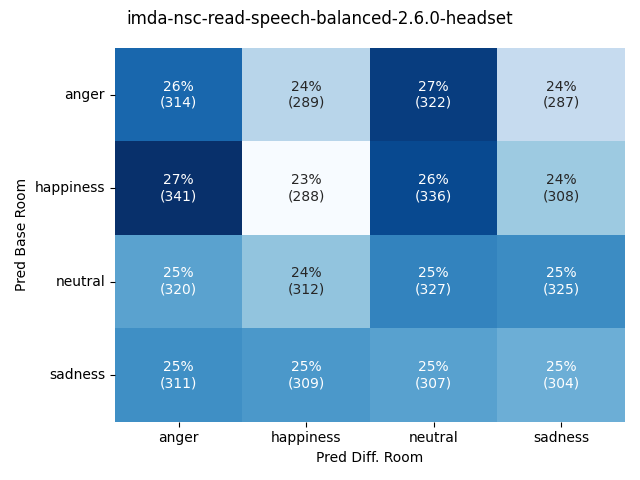 imda-nsc-read-speech-balanced-2.6.0-headset
Pred Base Room
anger
26%
(314)
24%
(289)
27%
(322)
24%
(287)
happiness
27%
(341)
23%
(288)
26%
(336)
24%
(308)
neutral
25%
(320)
24%
(312)
25%
(327)
25%
(325)
sadness
25%
(311)
25%
(309)
25%
(307)
25%
(304)
anger
happiness
neutral
sadness
Pred Diff. Room